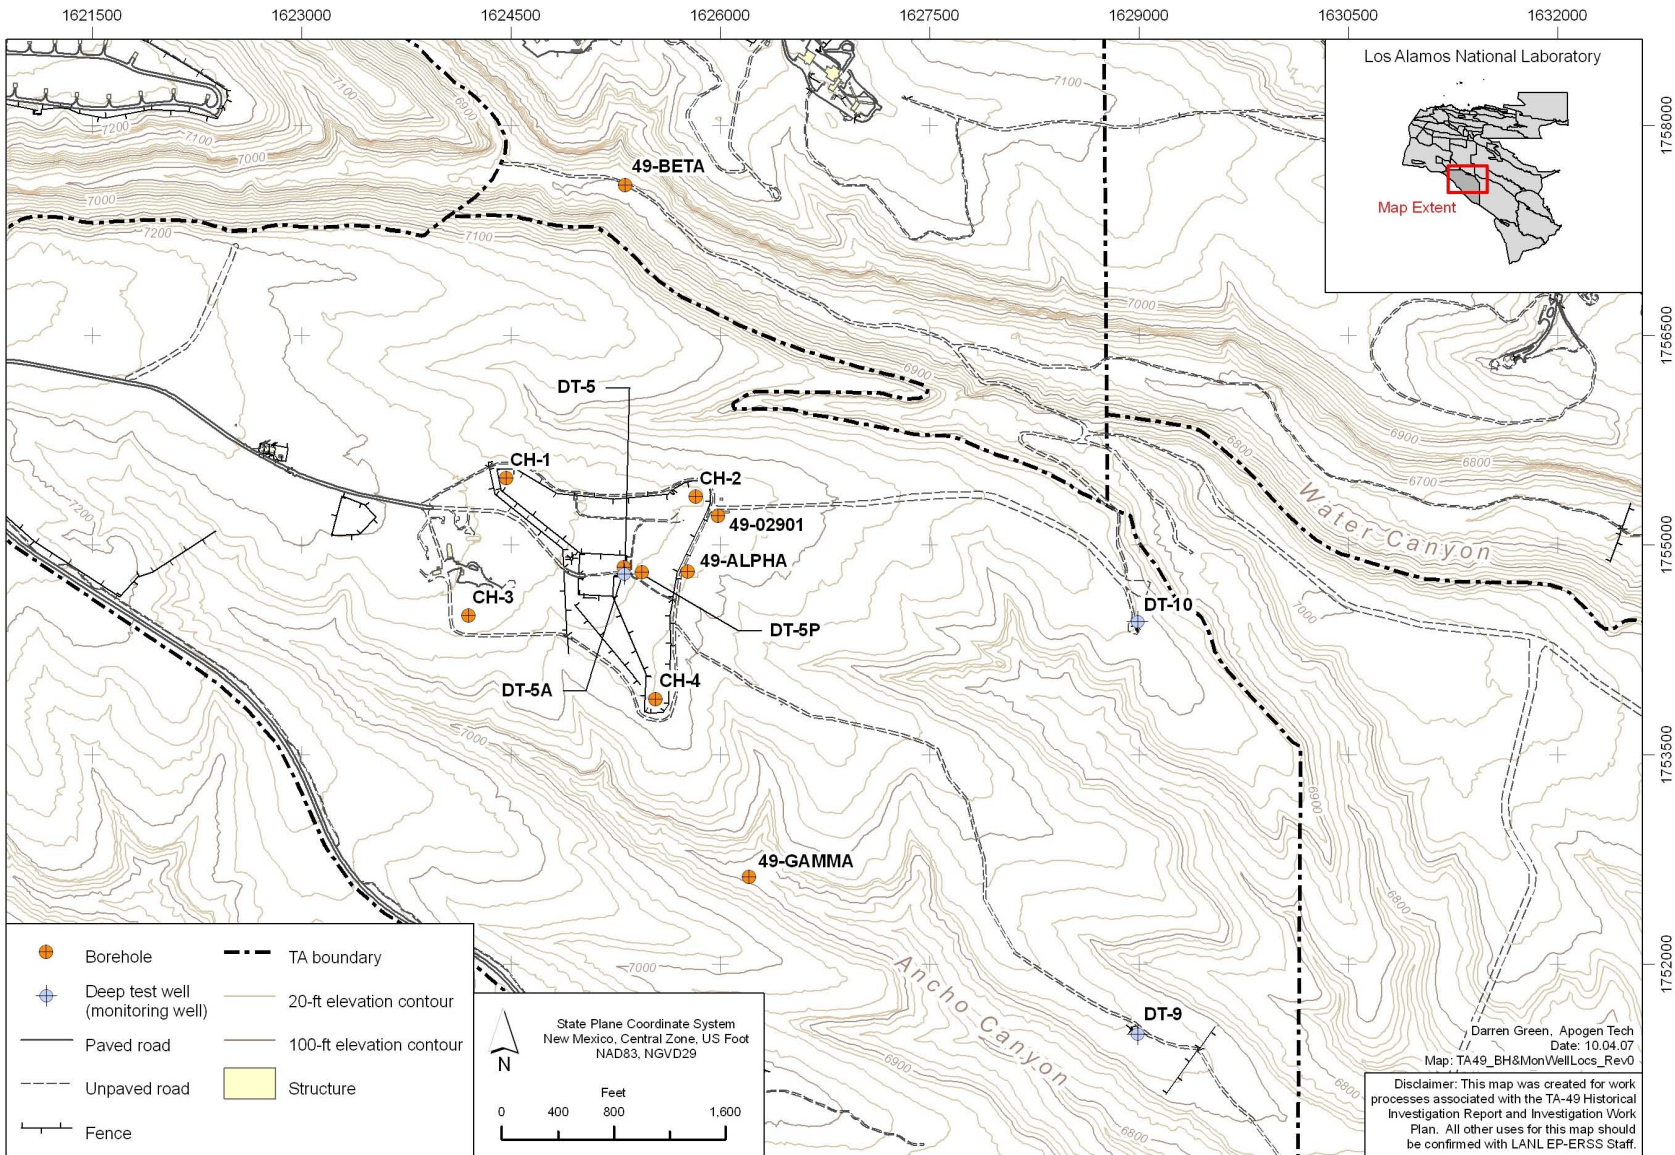 1621500 1623000 1624500 1626000 1627500 1629000 1630500 1632000
Los Alamos National Laboratory
Map Extent
1758000
1756500
1755000
1753500
1752000
7200
7100
7000
7100
6900
7000
7200
7100
7100
7000
6900
6900
6800
6800
6700
7200
7000
7000
6900
6800
7000
6900
6800
6800
49-BETA
DT-5
CH-1
CH-2
49-02901
49-ALPHA
CH-3
DT-5P
DT-10
DT-5A
CH-4
49-GAMMA
DT-9
Water Canyon
Ancho Canyon
Borehole
Deep test well
(monitoring well)
Paved road
Unpaved road
Fence
TA boundary
20-ft elevation contour
100-ft elevation contour
Structure
N
State Plane Coordinate System
New Mexico, Central Zone, US Foot
NAD83, NGVD29
Feet
0 400 800 1,600
Darren Green, Apogen Tech
Date: 10.04.07
Map: TA49_BH&MonWellLocs_Rev0
Disclaimer: This map was created for work
processes associated with the TA-49 Historical
Investigation Report and Investigation Work
Plan. All other uses for this map should
be confirmed with LANL EP-ERSS Staff.